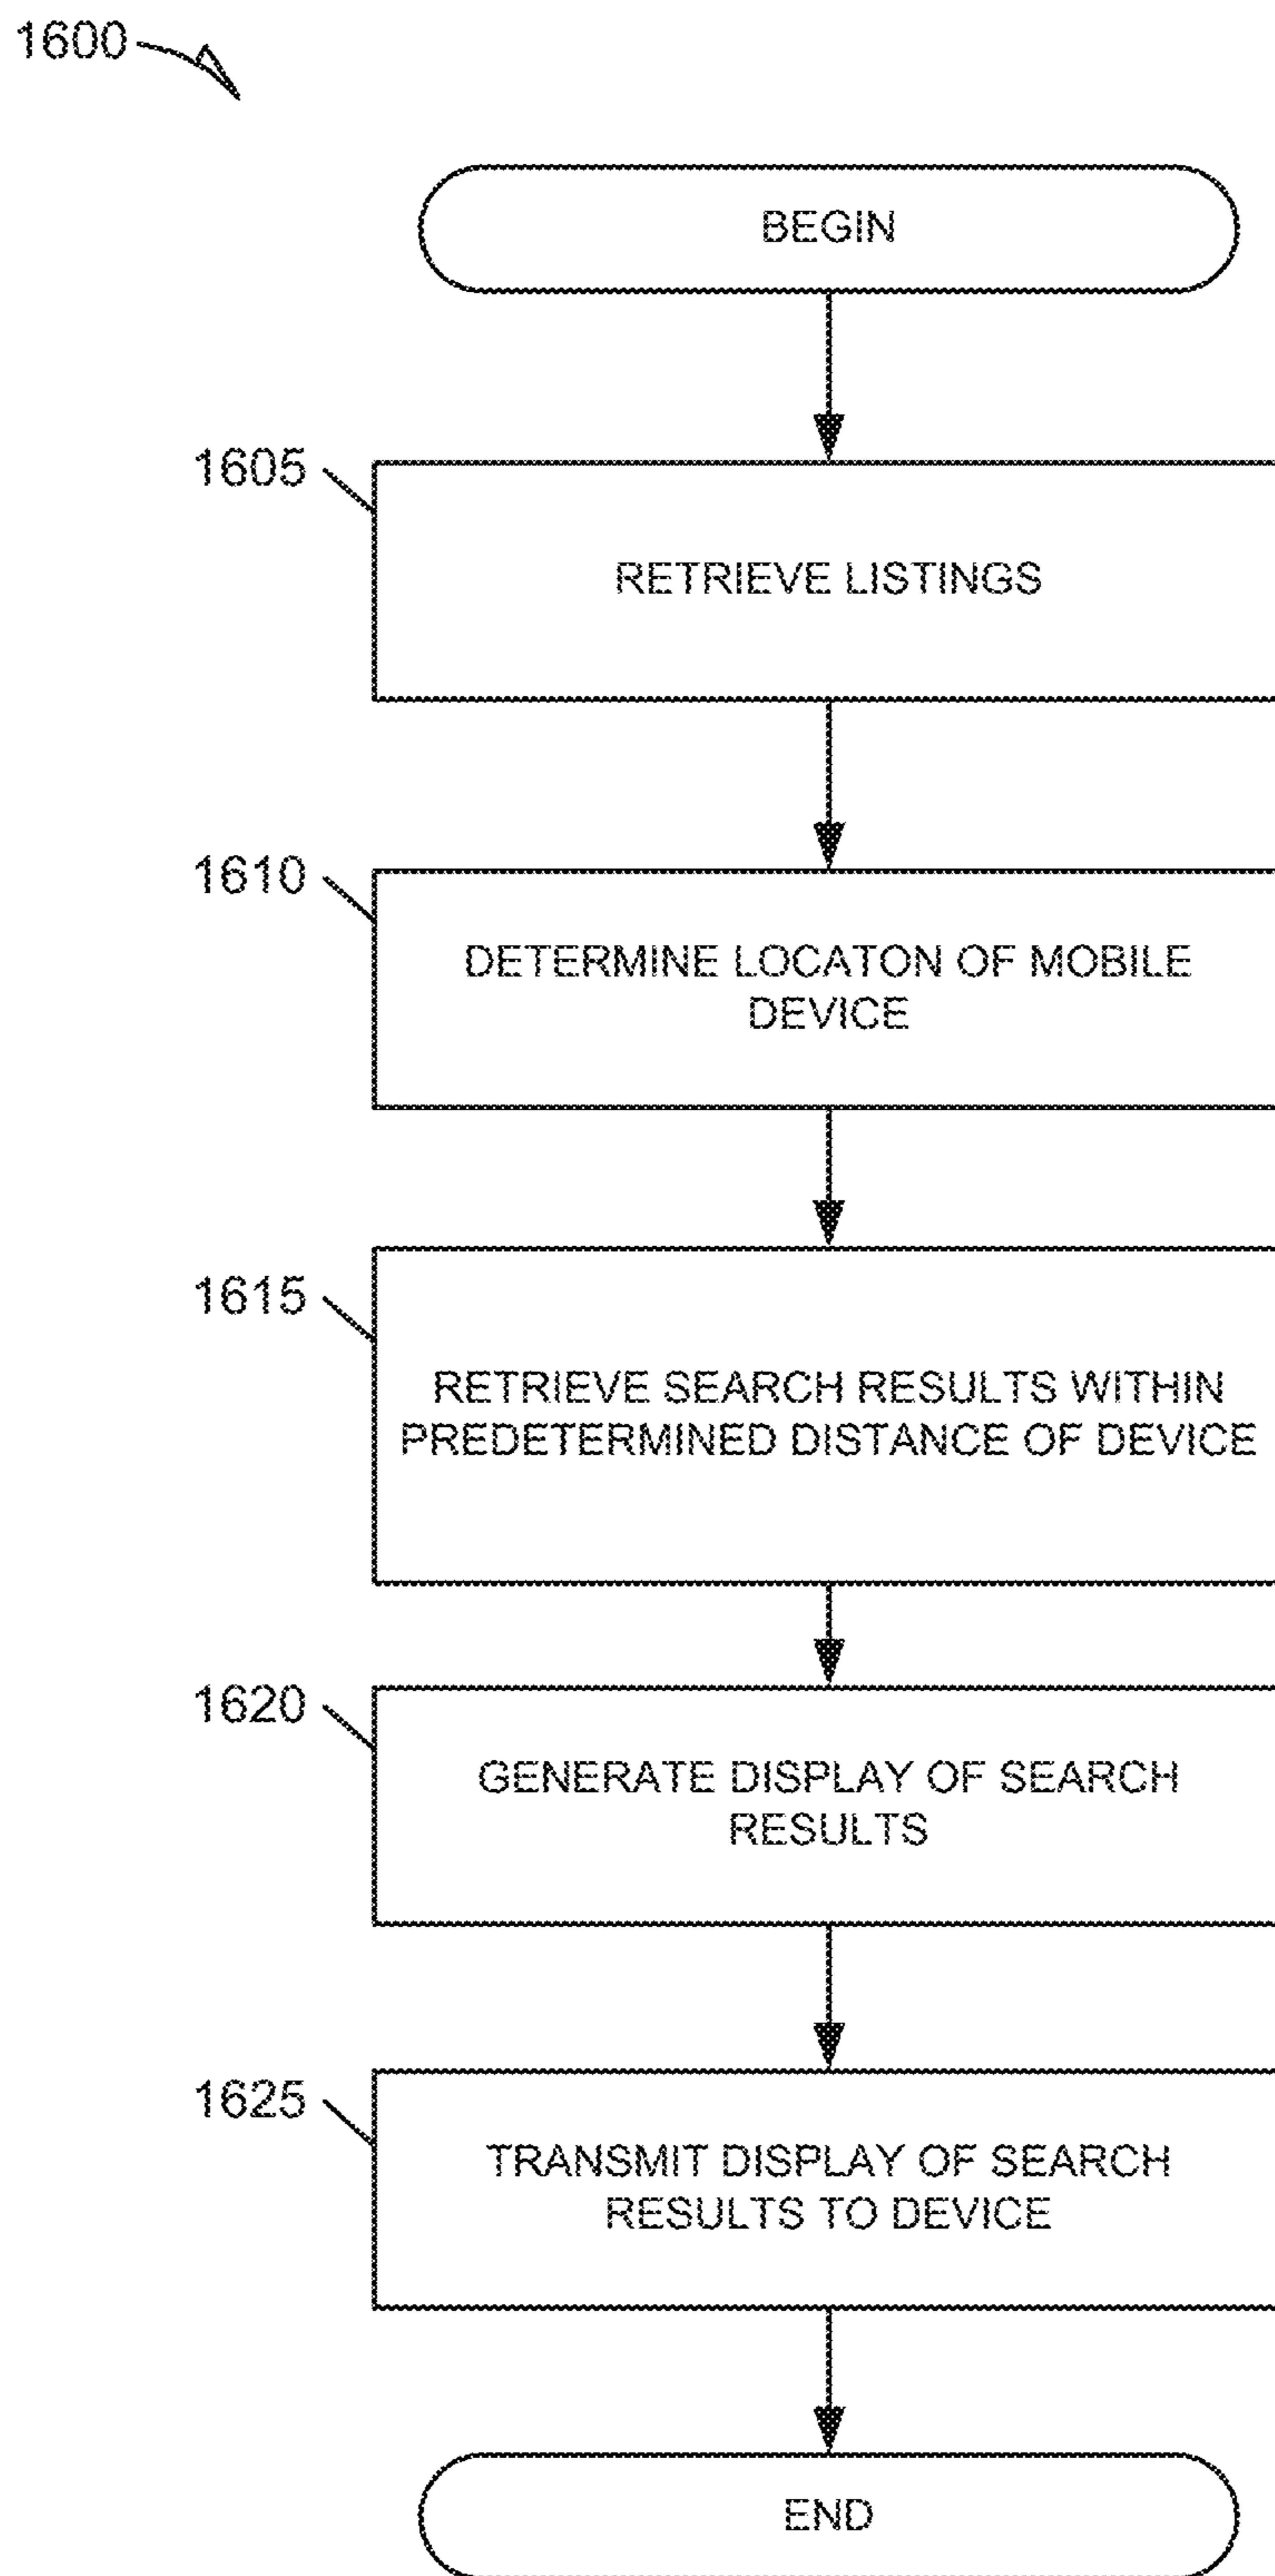 1600
BEGIN
1605
RETRIEVE LISTINGS
1610
DETERMINE LOCATON OF MOBILE
DEVICE
1615
RETRIEVE SEARCH RESULTS WITHIN
PREDETERMINED DISTANCE OF DEVICE
1620
GENERATE DISPLAY OF SEARCH
RESULTS
1625
TRANSMIT DISPLAY OF SEARCH
RESULTS TO DEVICE
END